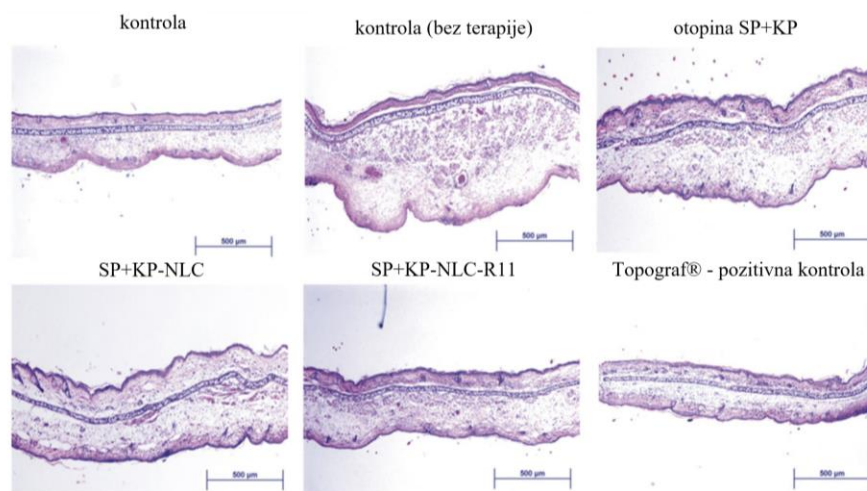 kontrola
kontrola (bez terapije)
otopina SP+KP
500 µm
500 µm
500 µm
SP+KP-NLC
SP+KP-NLC-R11
Topograf® - pozitivna kontrola
500 µm
500 µm
500 µm